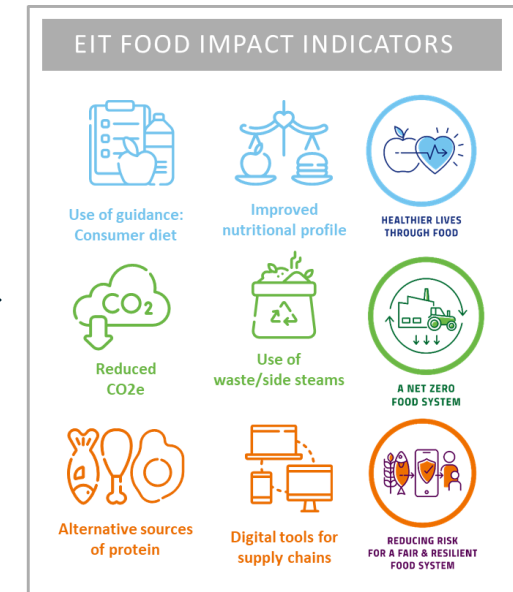 EIT FOOD IMPACT INDICATORS
Use of guidance:
Consumer diet
Improved
nutritional profile
HEALTHIER LIVES
THROUGH FOOD
CO2
Reduced
CO2e
Use of
waste/side steams
A NET ZERO
FOOD SYSTEM
Alternative sources
of protein
Digital tools for
supply chains
REDUCING RISK
FOR A FAIR & RESILIENT
FOOD SYSTEM